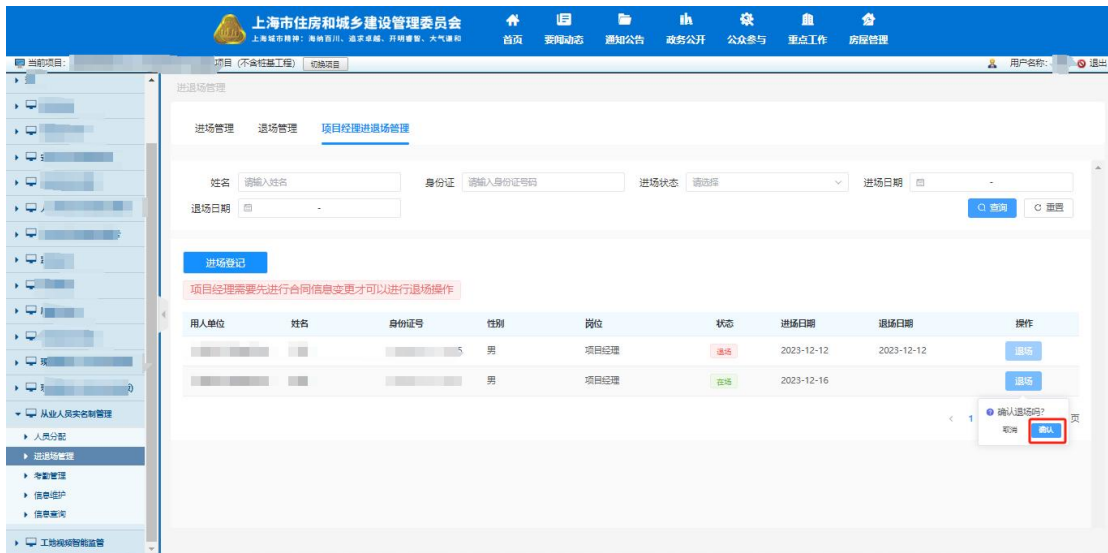 上海市住房和城乡建设管理委员会
上海城市精神:海纳百川、追求卓越、开明睿智、大气谦和
首页 要闻动态 通知公告 政务公开 公众参与 重点工作 房屋管理
当前项目: 项目(不含桩基工程) 切换项目 用户名称: 退出
进退场管理
进场管理 退场管理 项目经理进退场管理
姓名 请输入姓名 身份证 请输入身份证号码 进场状态 请选择 进场日期 -
退场日期 - 查询 重置
进场登记
项目经理需要先进行合同信息变更才可以进行退场操作
用人单位 姓名 身份证号 性别 岗位 状态 进场日期 退场日期 操作
5 男 项目经理 退场 2023-12-12 2023-12-12 退场
男 项目经理 在场 2023-12-16 退场
确认退场吗?
< 1 页
取消 确认
从业人员实名制管理
人员分配
进退场管理
考勤管理
信息维护
信息查询
工地视频智能监管